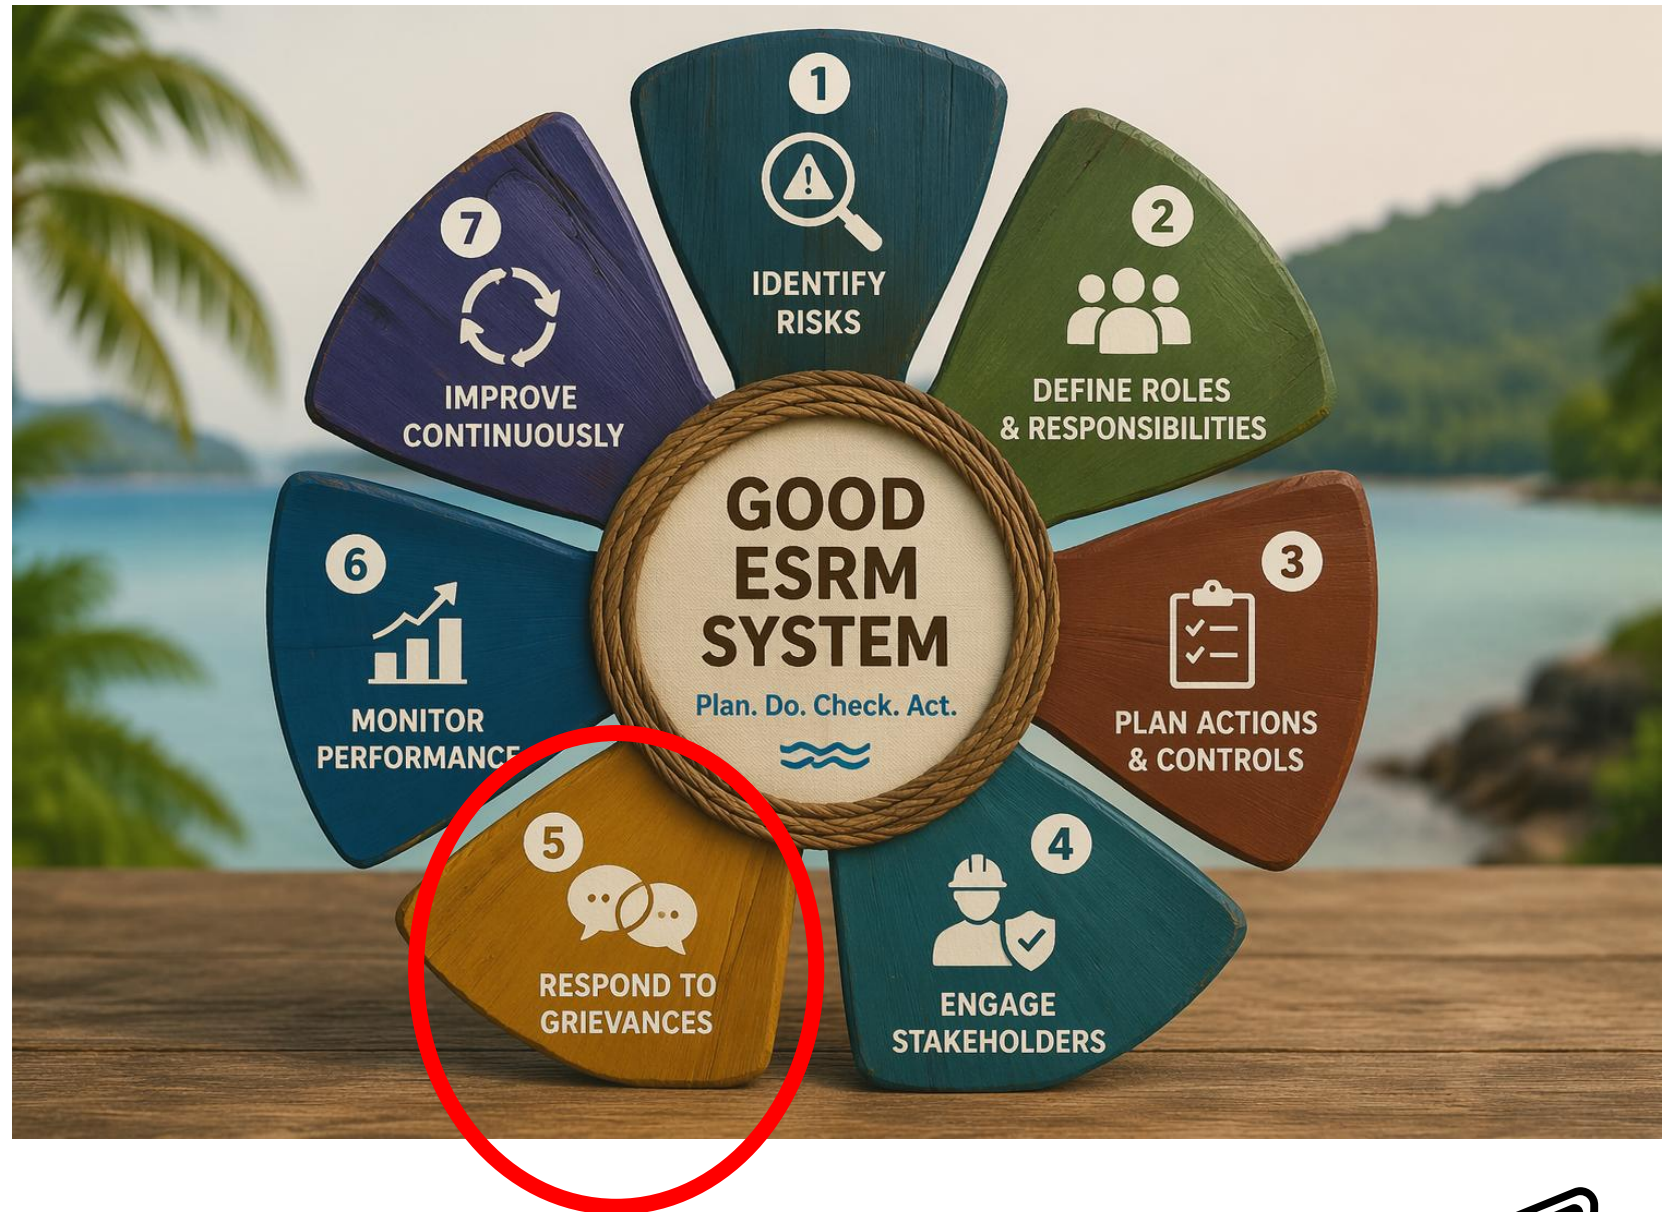 GOOD
ESRM
SYSTEM
Plan. Do. Check. Act.
1
IDENTIFY
RISKS
2
DEFINE ROLES
& RESPONSIBILITIES
3
PLAN ACTIONS
& CONTROLS
4
ENGAGE
STAKEHOLDERS
5
RESPOND TO
GRIEVANCES
6
MONITOR
PERFORMANCE
7
IMPROVE
CONTINUOUSLY